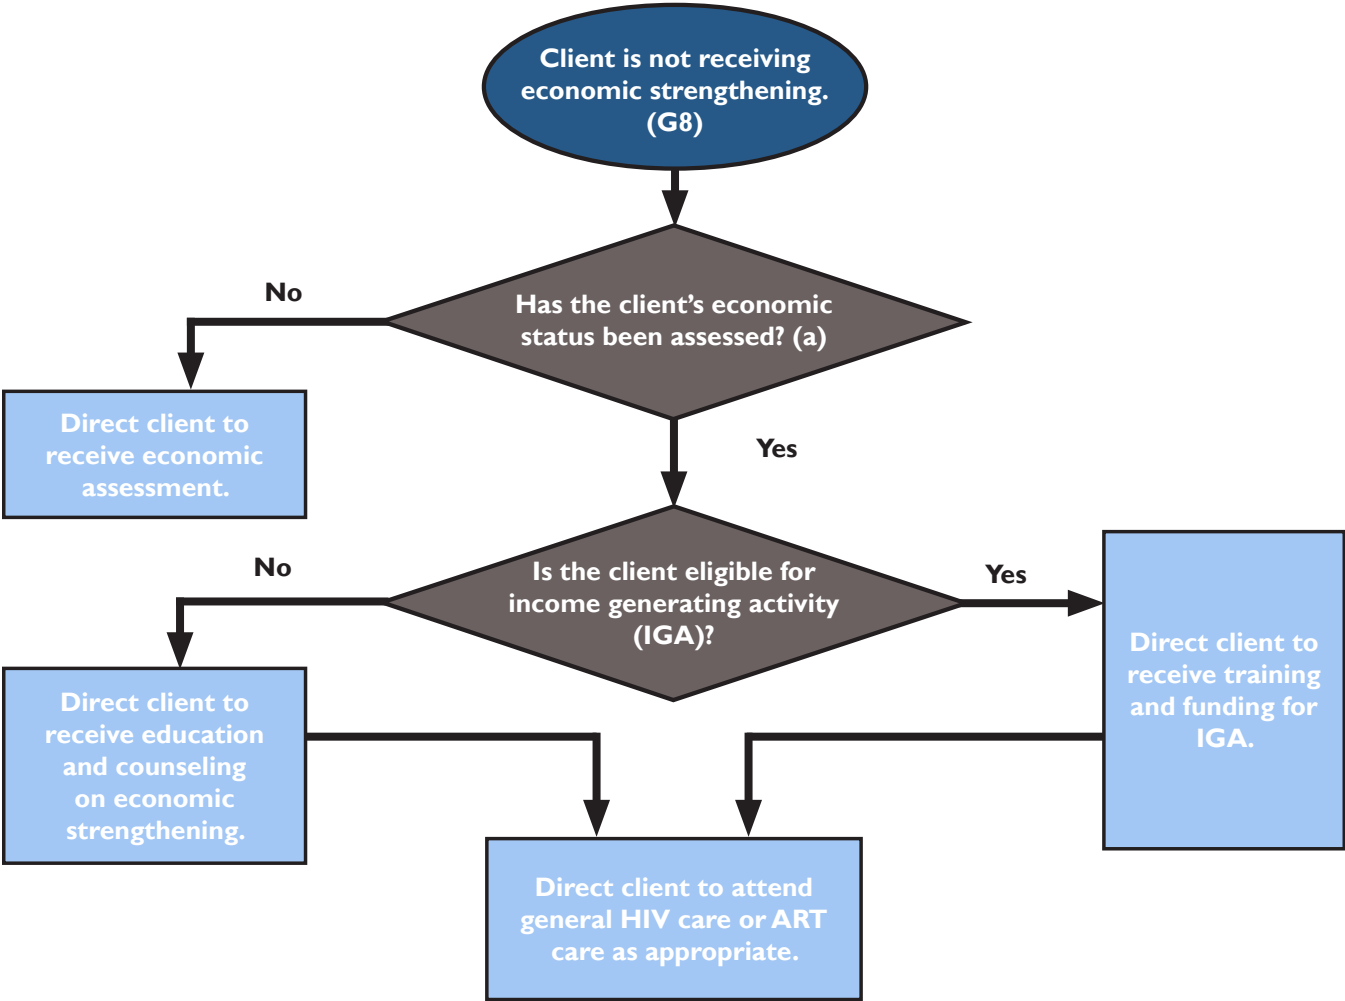 Client is not receiving
economic strengthening.
(G8)
No
Has the client’s economic
status been assessed? (a)
Direct client to
receive economic
assessment.
Yes
No
Is the client eligible for
income generating activity
(IGA)?
Yes
Direct client to
receive training
and funding for
IGA.
Direct client to
receive education
and counseling
on economic
strengthening.
Direct client to attend
general HIV care or ART
care as appropriate.